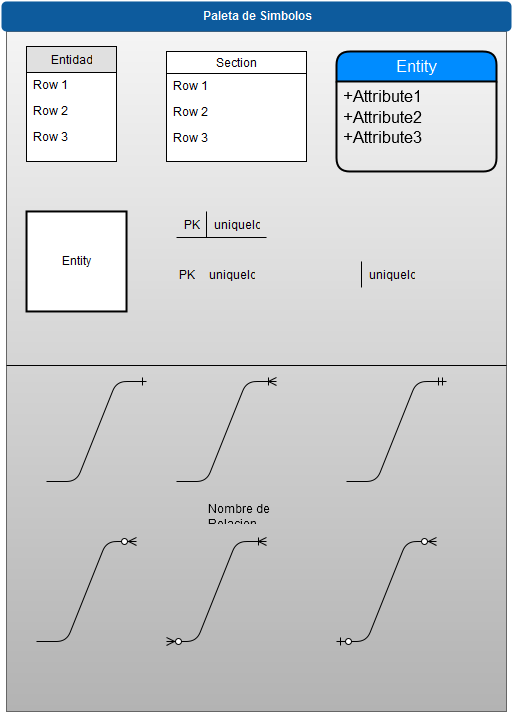 Paleta de Simbolos
Entidad
Row 1
Row 2
Row 3
Section
Row 1
Row 2
Row 3
Entity
+Attribute1
+Attribute2
+Attribute3
Entity
PK uniqueIc
PK uniqueIc
uniqueIc
Nombre de
Relacion